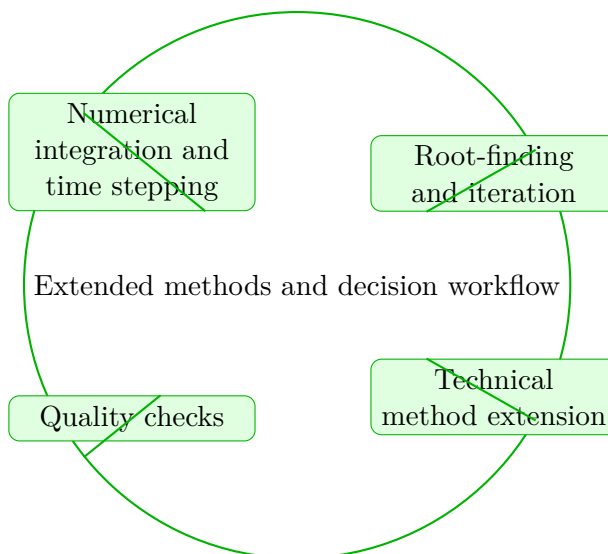 Numerical
integration and
time stepping
Root-finding
and iteration
Extended methods and decision workflow
Quality checks
Technical
method extension